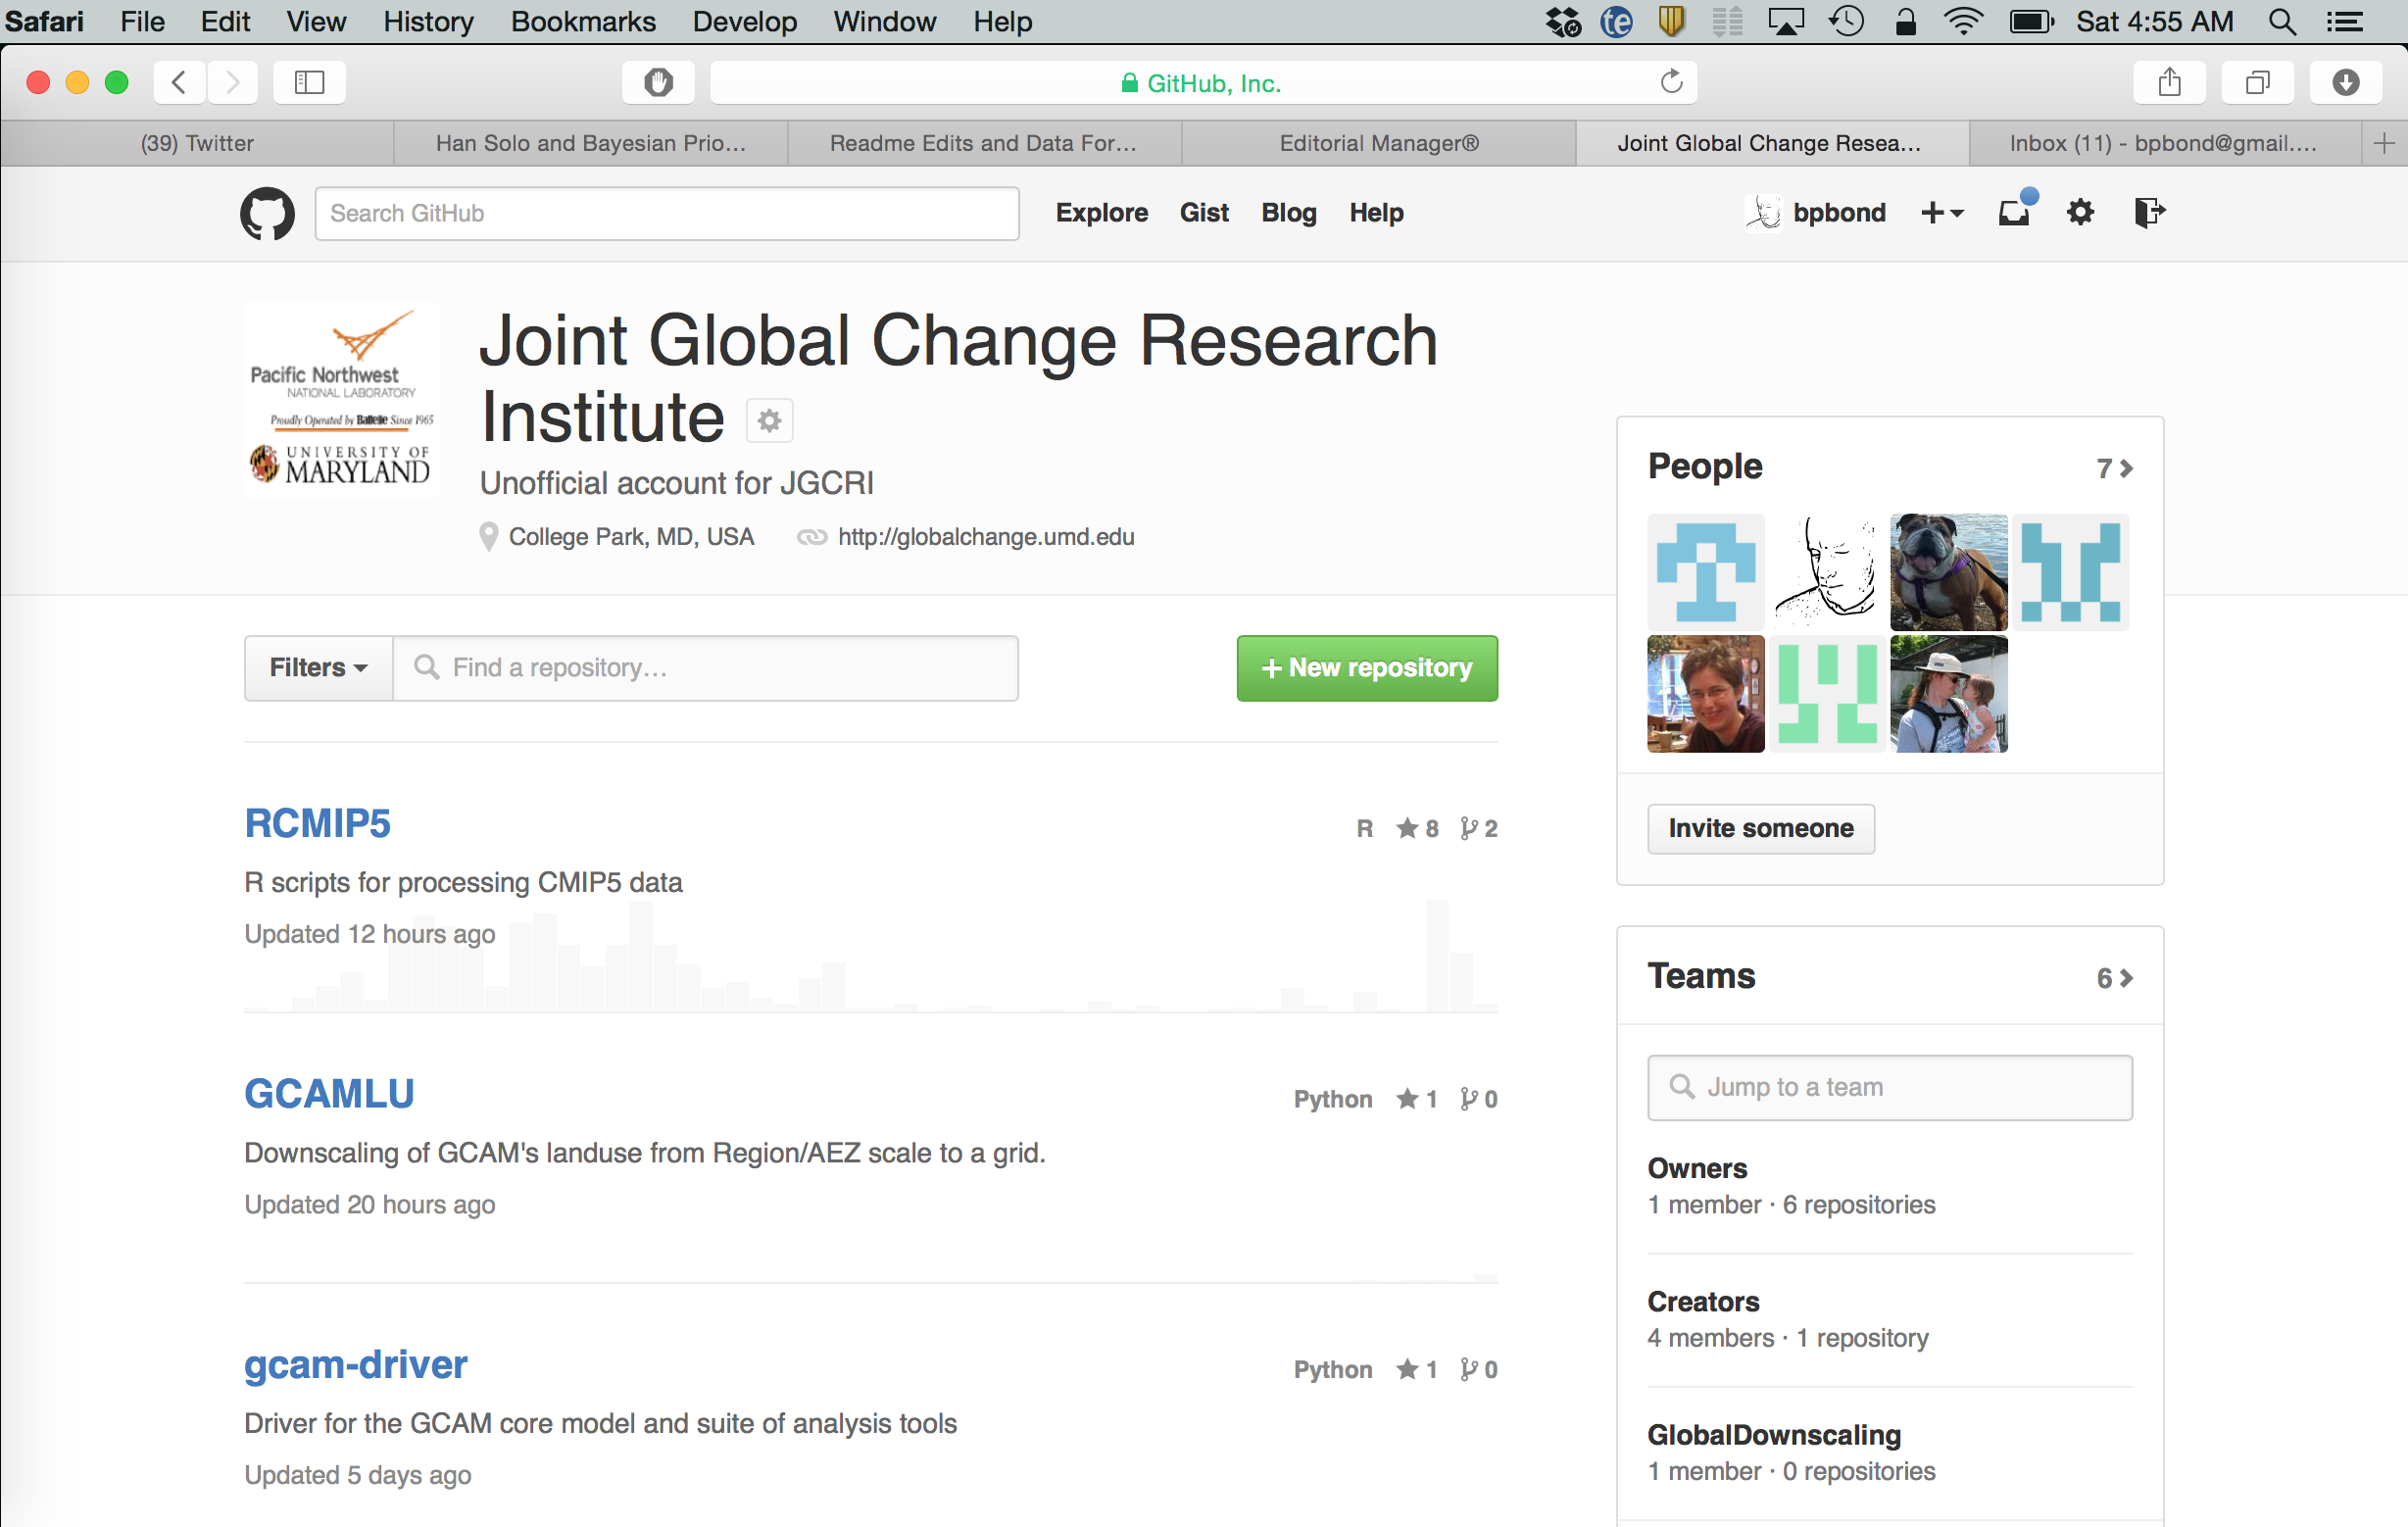 Safari File Edit View History Bookmarks Develop Window Help te Sat 4:55 AM
GitHub, Inc.
(39) Twitter
Han Solo and Bayesian Prio...
Readme Edits and Data For...
Editorial Manager®
Joint Global Change Resea...
Inbox (11) - bpbond@gmail....
Search GitHub
Explore Gist Blog Help
bpbond
Pacific Northwest
NATIONAL LABORATORY
Proudly Operated by Battelle Since 1965
UNIVERSITY OF
MARYLAND
Joint Global Change Research
Institute
Unofficial account for JGCRI
College Park, MD, USA
http://globalchange.umd.edu
Filters
Find a repository...
New repository
RCMIP5
R 8 2
R scripts for processing CMIP5 data
Updated 12 hours ago
GCAMLU
Python 1 0
Downscaling of GCAM's landuse from Region/AEZ scale to a grid.
Updated 20 hours ago
gcam-driver
Python 1 0
Driver for the GCAM core model and suite of analysis tools
Updated 5 days ago
People 7
Invite someone
Teams 6
Jump to a team
Owners
1 member · 6 repositories
Creators
4 members · 1 repository
GlobalDownscaling
1 member · 0 repositories